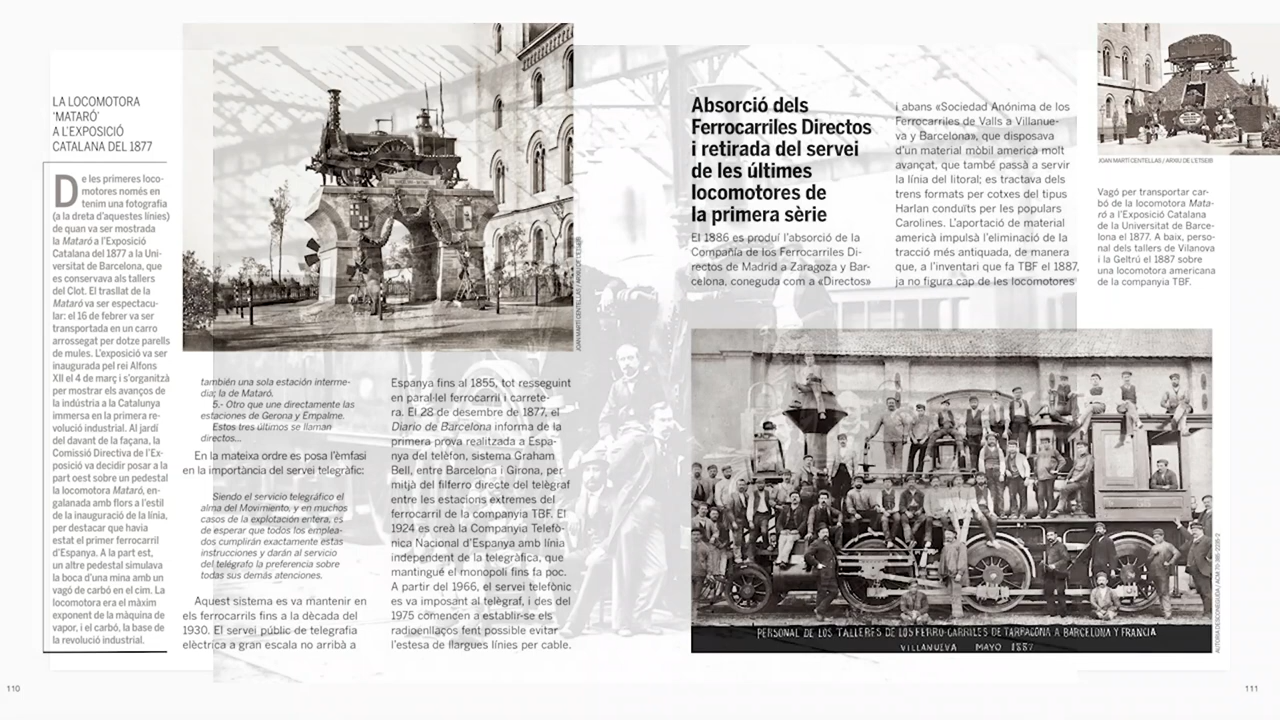 LA LOCOMOTORA
'MATARÓ'
A L'EXPOSICIÓ
CATALANA DEL 1877
De les primeres loco-
motores només en
tenim una fotografia
(a la dreta d'aquestes línies)
de quan va ser mostrada
la Mataró a l'Exposició
Catalana del 1877 a la Uni-
versitat de Barcelona, que
es conservava als tallers
del Clot. El trasllat de la
Mataró va ser espectacu-
lar: el 16 de febrer va ser
transportada en un carro
arrossegat per dotze parells
de mules. L'exposició va ser
inaugurada pel rei Alfons
XII el 4 de març i s'organitzà
per mostrar els avanços de
la indústria a la Catalunya
immersa en la primera re-
volució industrial. Al jardí
del davant de la façana, la
Comissió Directiva de l'Ex-
posició va decidir posar a la
part oest sobre un pedestal
la locomotora Mataró, en-
galanada amb flors a l'estil
de la inauguració de la línia,
per destacar que havia
estat el primer ferrocarril
d'Espanya. A la part est,
un altre pedestal simulava
la boca d'una mina amb un
vagó de carbó en el cim. La
locomotora era el màxim
exponent de la màquina de
vapor, i el carbó, la base de
la revolució industrial.
JOAN MARTÍ CENTELLAS / ARXIU DE L'ETSEIB
también una sola estación interme-
día; la de Mataró.
5.- Otro que une directamente las
estaciones de Gerona y Empalme.
Estos tres últimos se llaman
directos...
En la mateixa ordre es posa l'èmfasi
en la importància del servei telegràfic:
Siendo el servicio telegráfico el
alma del Movimiento, y en muchos
casos de la explotación entera, es
de esperar que todos los emplea-
dos cumplirán exactamente estas
instrucciones y darán al servicio
del telégrafo la preferencia sobre
todas sus demás atenciones.
Aquest sistema es va mantenir en
els ferrocarrils fins a la dècada del
1930. El servei públic de telegrafia
elèctrica a gran escala no arribà a
Espanya fins al 1855, tot resseguint
en paral·lel ferrocarril i carrete-
ra. El 28 de desembre de 1877, el
Diario de Barcelona informa de la
primera prova realitzada a Espa-
nya del telèfon, sistema Graham
Bell, entre Barcelona i Girona, per
mitjà del filferro directe del telègraf
entre les estacions extremes del
ferrocarril de la companyia TBF. El
1924 es creà la Companyia Telefò-
nica Nacional d'Espanya amb línia
independent de la telegràfica, que
mantingué el monopoli fins fa poc.
A partir del 1966, el servei telefònic
es va imposant al telègraf, i des del
1975 comencen a establir-se els
radioenllaços fent possible evitar
l'estesa de llargues línies per cable.
Absorció dels
Ferrocarriles Directos
i retirada del servei
de les últimes
locomotores de
la primera sèrie
El 1886 es produí l'absorció de la
Compañía de los Ferrocarriles Di-
rectos de Madrid a Zaragoza y Bar-
celona, coneguda com a «Directos»
i abans «Sociedad Anónima de los
Ferrocarriles de Valls a Villanue-
va y Barcelona», que disposava
d'un material mòbil americà molt
avançat, que també passà a servir
la línia del litoral; es tractava dels
trens formats per cotxes del tipus
Harlan conduïts per les populars
Carolines. L'aportació de material
americà impulsà l'eliminació de la
tracció més antiquada, de manera
que, a l'inventari que fa TBF el 1887,
ja no figura cap de les locomotores
JOAN MARTÍ CENTELLAS / ARXIU DE L'ETSEIB
Vagó per transportar car-
bó de la locomotora Mata-
ró a l'Exposició Catalana
de la Universitat de Barce-
lona el 1877. A baix, perso-
nal dels tallers de Vilanova
i la Geltrú el 1887 sobre
una locomotora americana
de la companyia TBF.
PERSONAL DE LOS TALLERES DE LOS FERRO-CARRILES DE TARRAGONA A BARCELONA Y FRANCIA
VILLANUEVA MAYO 1887
AUTORIA DESCONEGUDA /
110
111